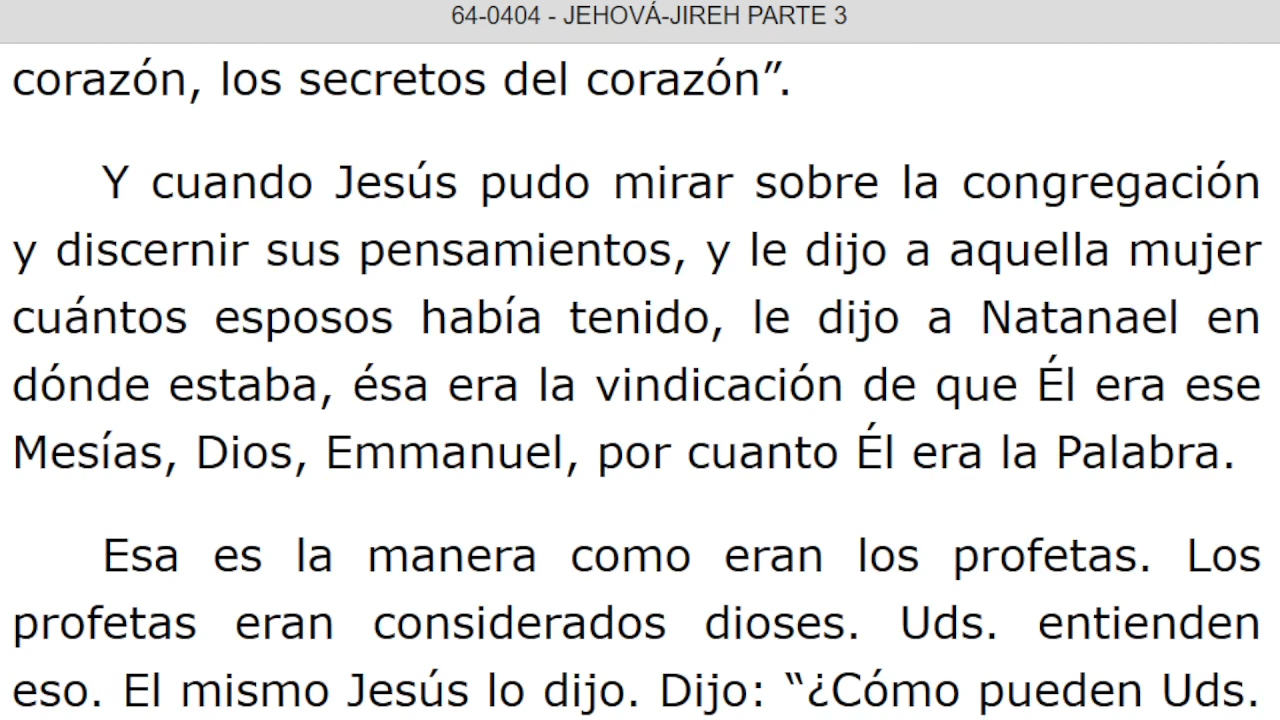 64-0404 - JEHOVÁ-JIREH PARTE 3
corazón, los secretos del corazón”.
Y cuando Jesús pudo mirar sobre la congregación
y discernir sus pensamientos, y le dijo a aquella mujer
cuántos esposos había tenido, le dijo a Natanael en
dónde estaba, ésa era la vindicación de que Él era ese
Mesías, Dios, Emmanuel, por cuanto Él era la Palabra.
Esa es la manera como eran los profetas. Los
profetas eran considerados dioses. Uds. entienden
eso. El mismo Jesús lo dijo. Dijo: “¿Cómo pueden Uds.